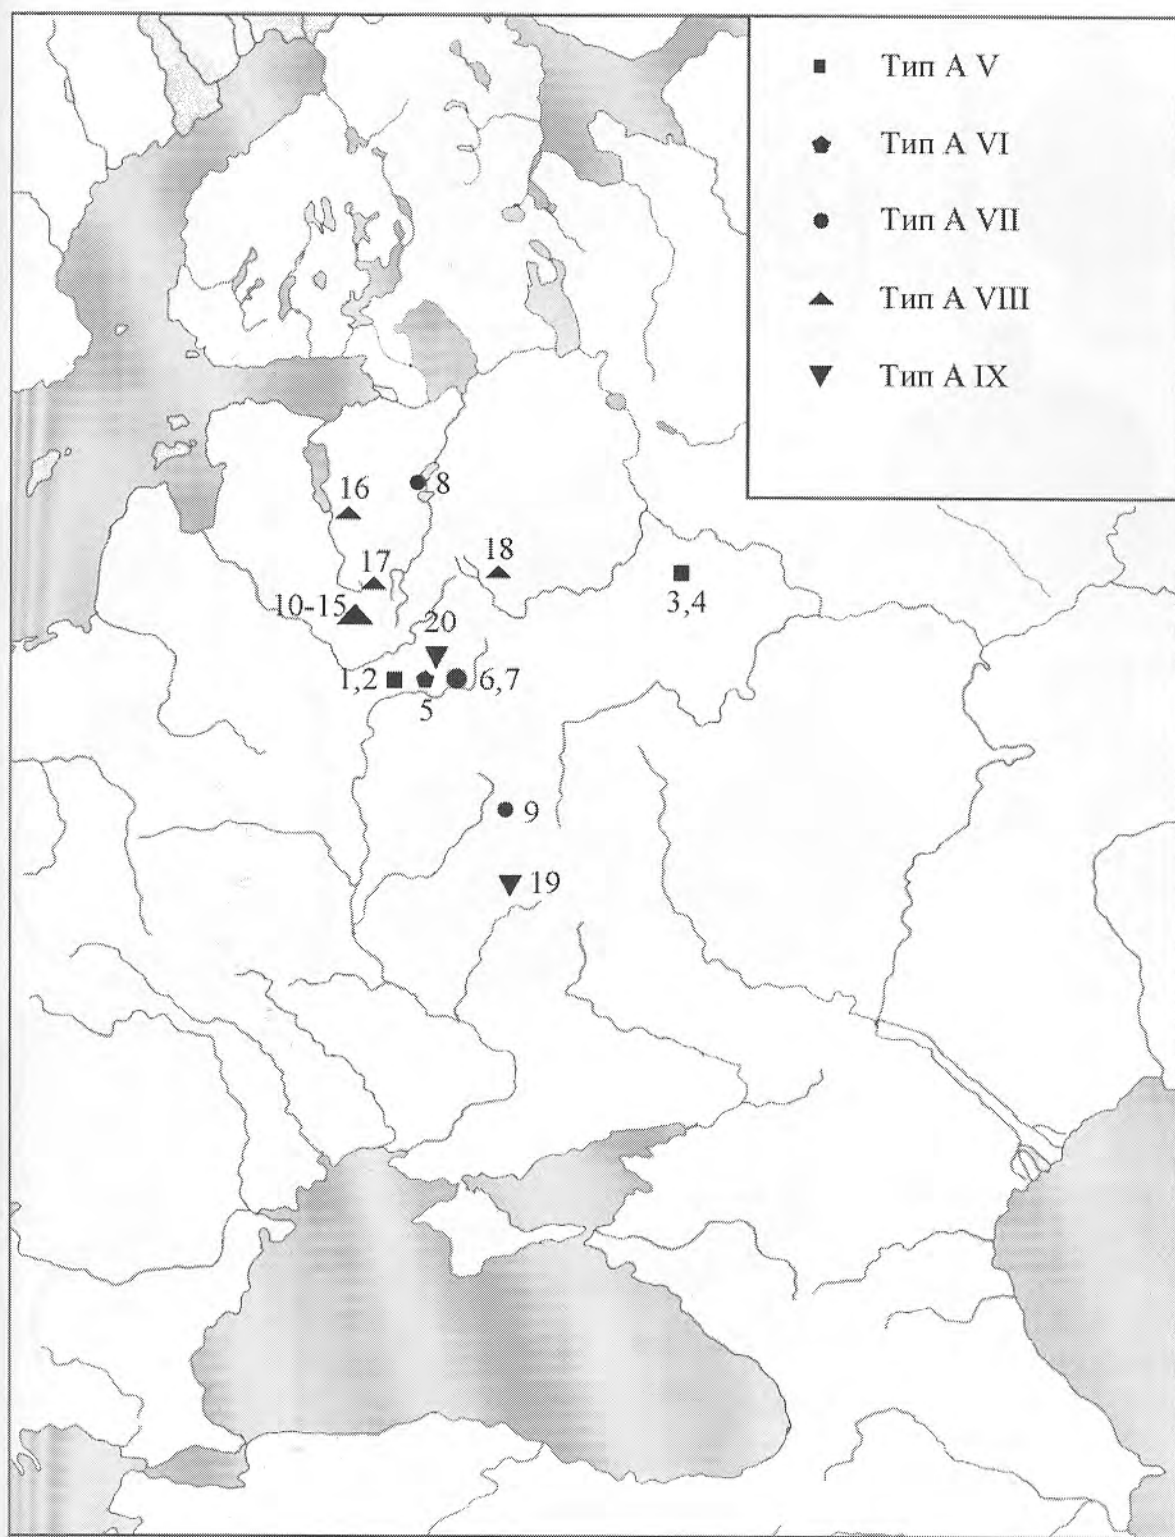 Тип А V
Тип А VI
Тип А VII
Тип А VIII
Тип А IX
8
16
18
17
3,4
10-15
20
1,2
6,7
5
9
19